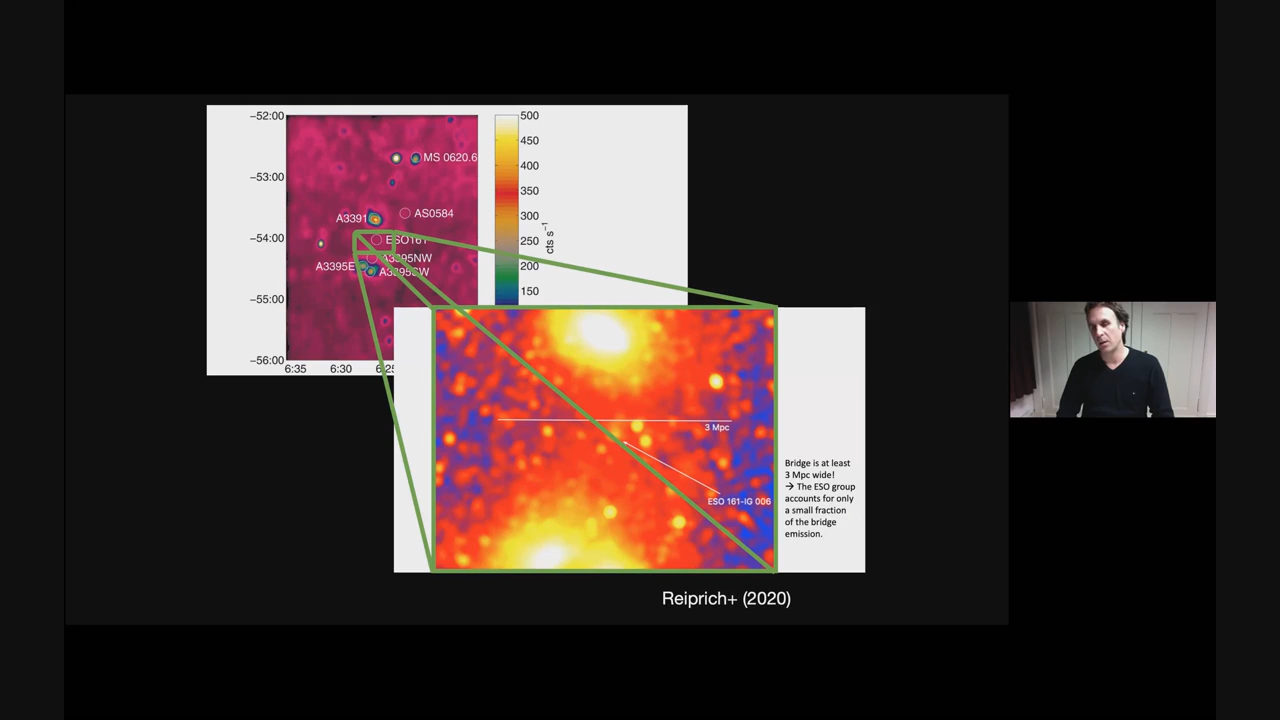 −52:00
−53:00
−54:00
−55:00
−56:00
6:35
6:30
6:25
MS 0620.6
A3391
AS0584
ESO161
A3395NW
A3395E
A3395SW
500
450
400
350
300
250
200
150
cts s⁻¹
3 Mpc
ESO 161-IG 006
Bridge is at least
3 Mpc wide!
→ The ESO group
accounts for only
a small fraction
of the bridge
emission.
Reiprich+ (2020)